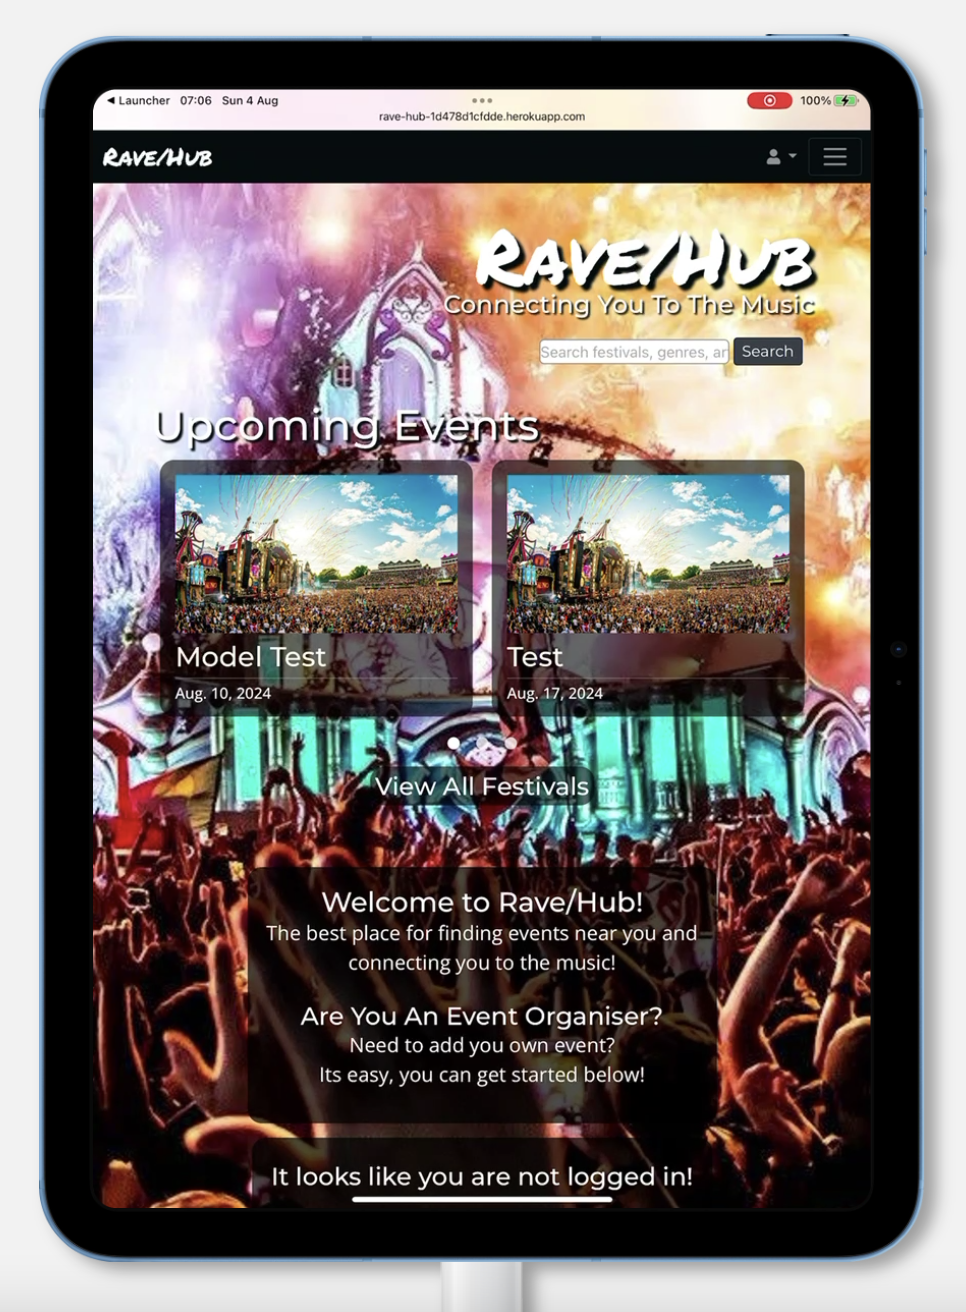 ◀ Launcher 07:06 Sun 4 Aug
100%
rave-hub-1d478d1cfdde.herokuapp.com
Rave/Hub
Rave/Hub
Connecting You To The Music
Search festivals, genres, ar
Search
Upcoming Events
Model Test
Aug. 10, 2024
Test
Aug. 17, 2024
View All Festivals
Welcome to Rave/Hub!
The best place for finding events near you and
connecting you to the music!
Are You An Event Organiser?
Need to add you own event?
Its easy, you can get started below!
It looks like you are not logged in!